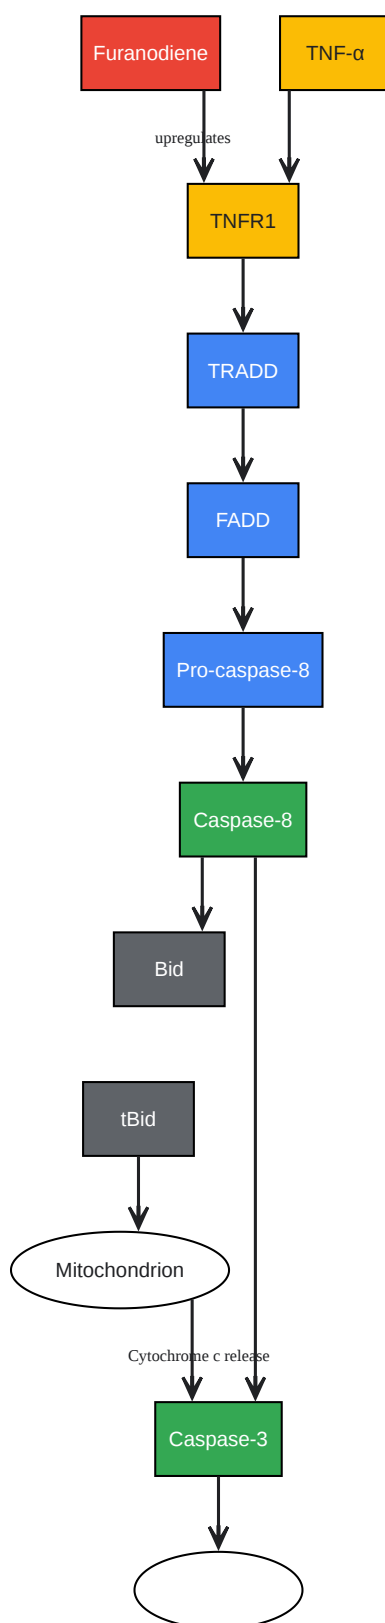 Furanodiene
TNF-α
upregulates
TNFR1
TRADD
FADD
Pro-caspase-8
Caspase-8
Bid
tBid
Mitochondrion
Cytochrome c release
Caspase-3